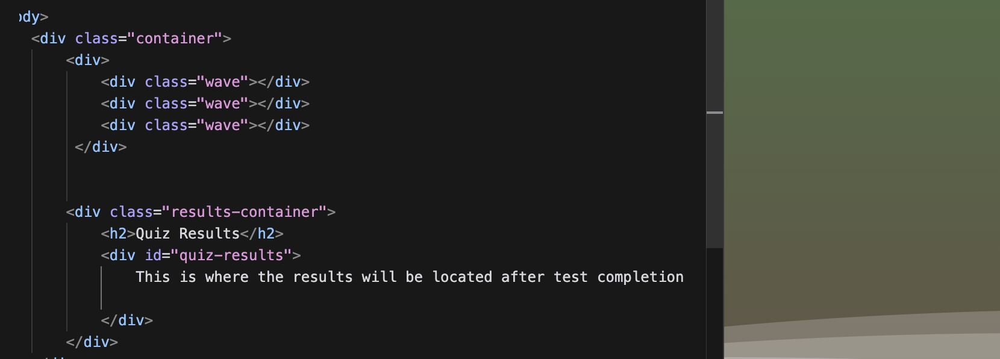 ody>
<div class="container">
<div>
<div class="wave"></div>
<div class="wave"></div>
<div class="wave"></div>
</div>
<div class="results-container">
<h2>Quiz Results</h2>
<div id="quiz-results">
This is where the results will be located after test completion
</div>
</div>